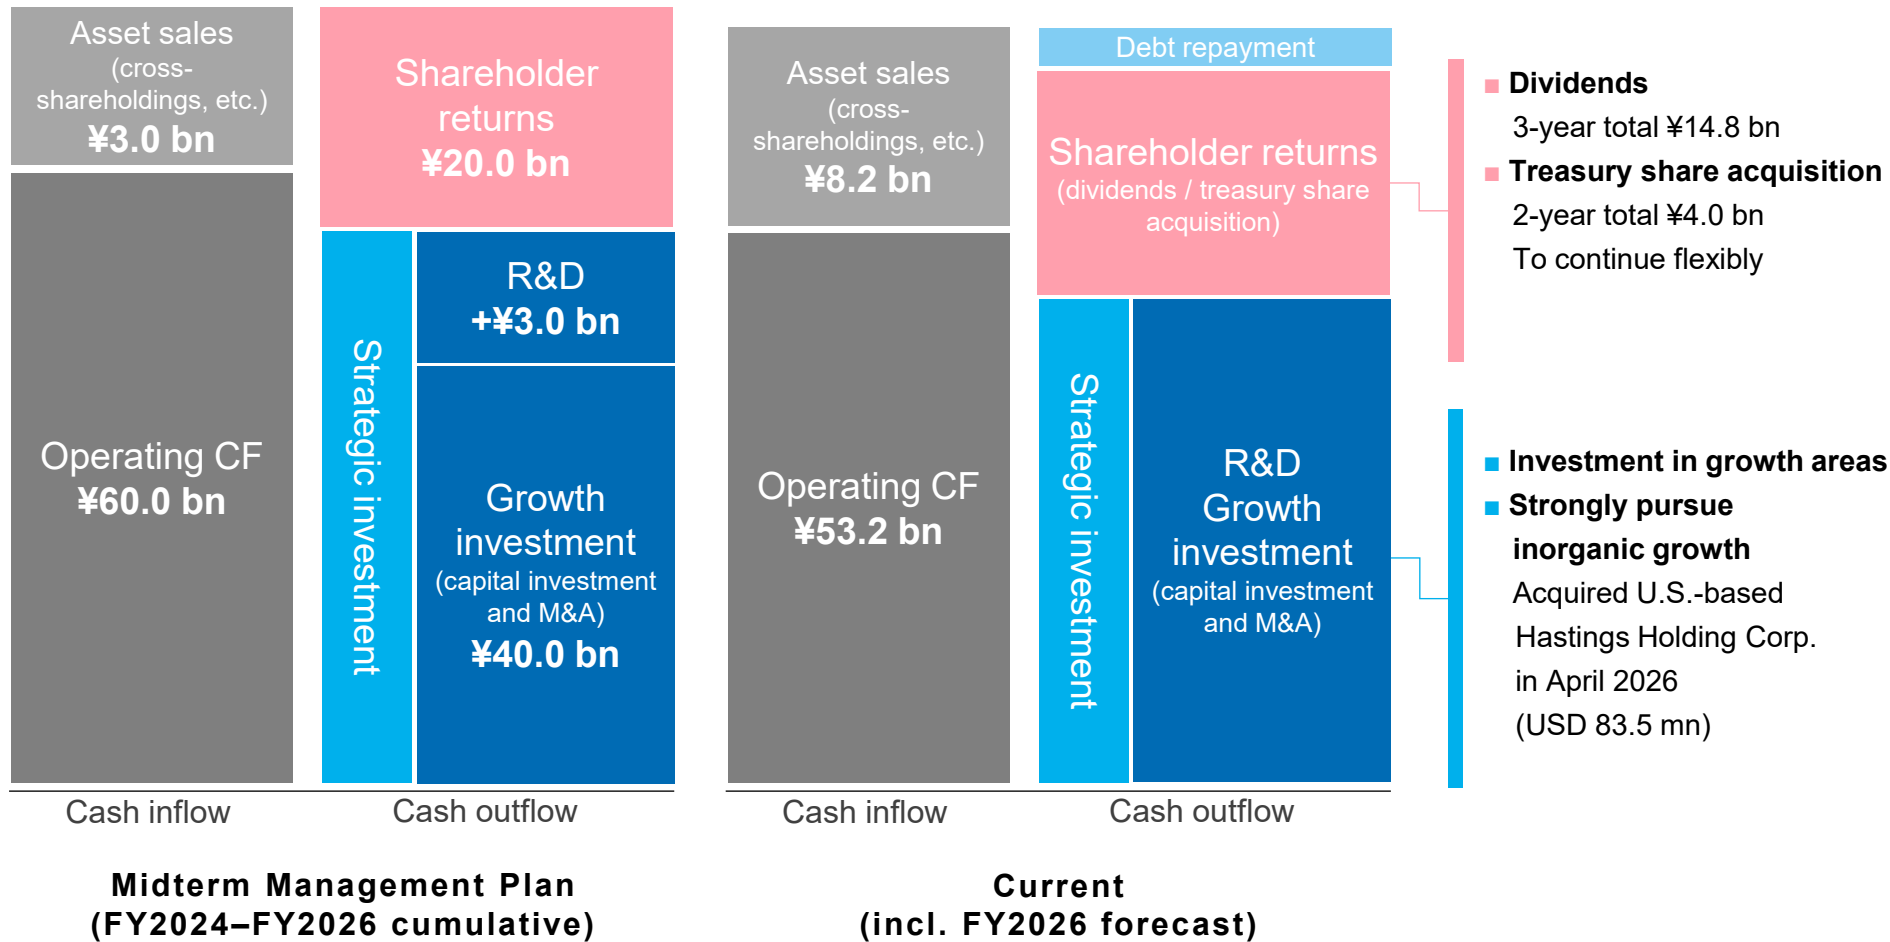 Asset sales
(cross-
shareholdings, etc.)
¥3.0 bn
Operating CF
¥60.0 bn
Shareholder
returns
¥20.0 bn
Strategic investment
R&D
+¥3.0 bn
Growth
investment
(capital investment
and M&A)
¥40.0 bn
Cash inflow
Cash outflow
Midterm Management Plan
(FY2024–FY2026 cumulative)
Asset sales
(cross-
shareholdings, etc.)
¥8.2 bn
Operating CF
¥53.2 bn
Debt repayment
Shareholder returns
(dividends / treasury share
acquisition)
Strategic investment
R&D
Growth
investment
(capital investment
and M&A)
Cash inflow
Cash outflow
Current
(incl. FY2026 forecast)
■ Dividends
3-year total ¥14.8 bn
■ Treasury share acquisition
2-year total ¥4.0 bn
To continue flexibly
■ Investment in growth areas
■ Strongly pursue
inorganic growth
Acquired U.S.-based
Hastings Holding Corp.
in April 2026
(USD 83.5 mn)